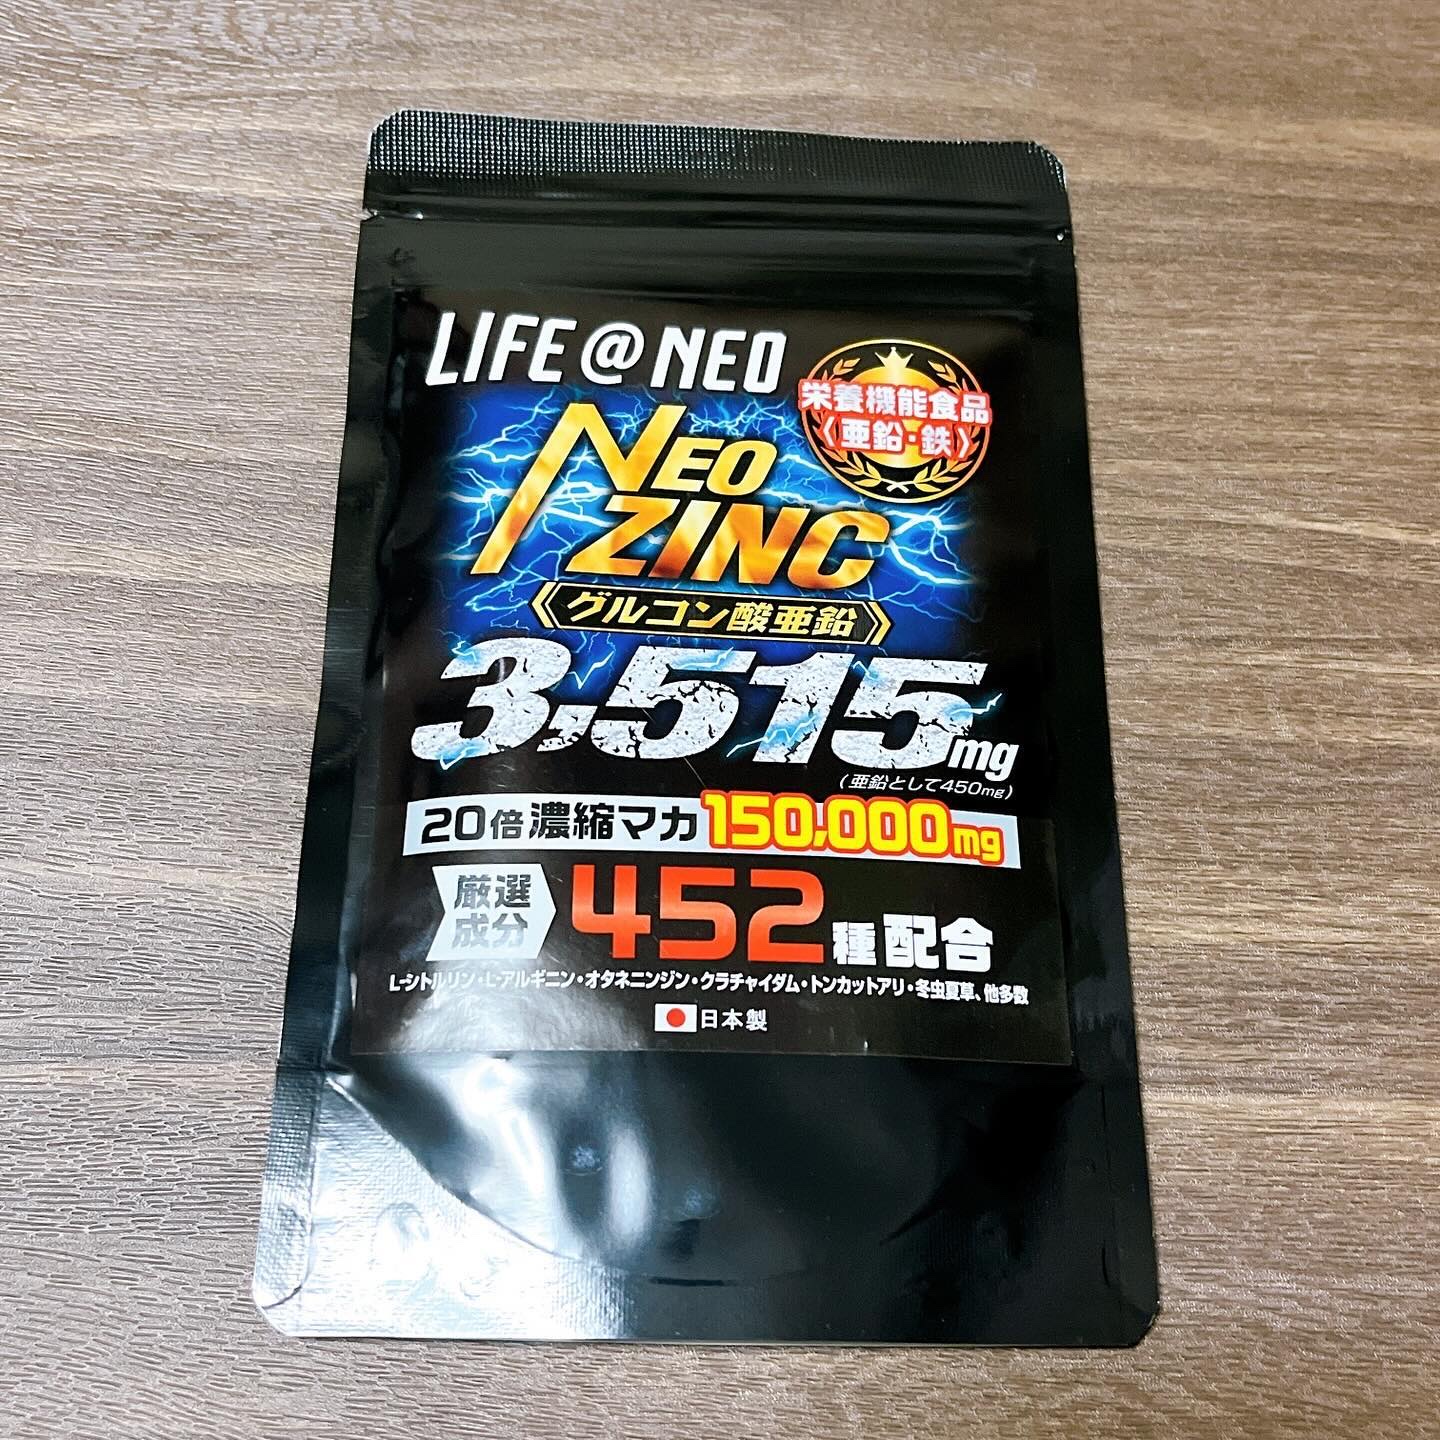 LIFE@NEO
栄養機能食品
〈亜鉛・鉄〉
NEO
ZINC
グルコン酸亜鉛
3,515mg
(亜鉛として450mg)
20倍濃縮マカ150,000mg
厳選
成分
452種配合
L-シトルリン・L-アルギニン・オタネニンジン・クラチャイダム・トンカットアリ・冬虫夏草、他多数
日本製